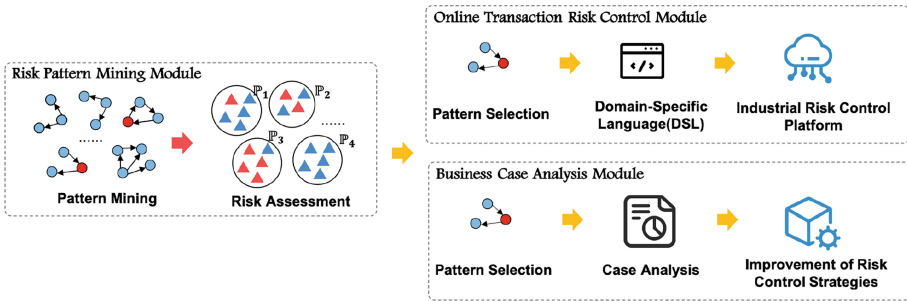 Risk Pattern Mining Module
......
Pattern Mining
ℙ1
ℙ2
......
ℙ3
ℙ4
Risk Assessment
Online Transaction Risk Control Module
Pattern Selection
</>
Domain-Specific
Language(DSL)
Industrial Risk Control
Platform
Business Case Analysis Module
Pattern Selection
Case Analysis
Improvement of Risk
Control Strategies